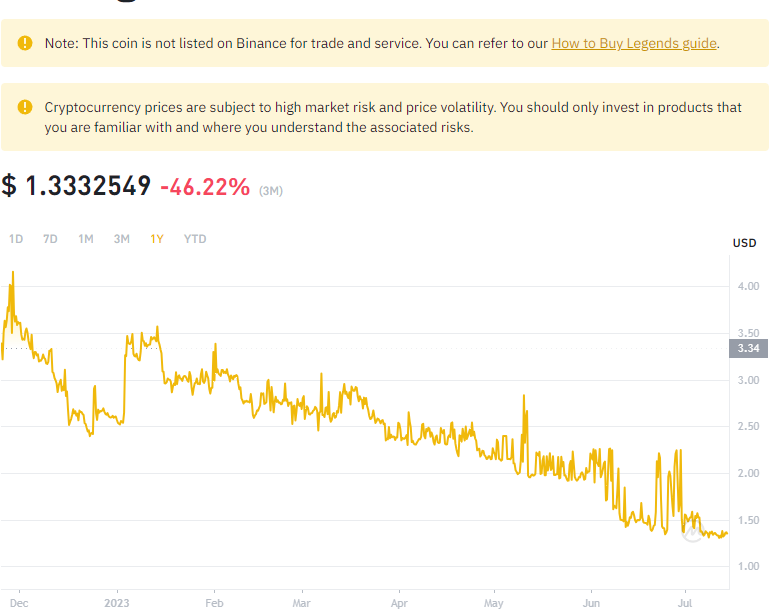 Note: This coin is not listed on Binance for trade and service. You can refer to our How to Buy Legends guide.
Cryptocurrency prices are subject to high market risk and price volatility. You should only invest in products that
you are familiar with and where you understand the associated risks.
$ 1.3332549 -46.22% (3M)
1D 7D 1M 3M 1Y YTD
USD
4.00
3.50
3.34
3.00
2.50
2.00
1.50
1.00
Dec 2023 Feb Mar Apr May Jun Jul